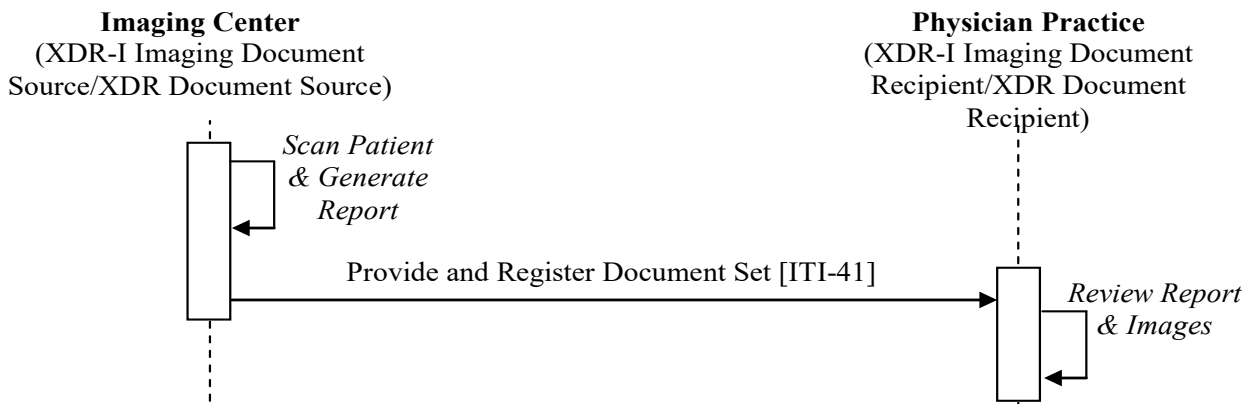 Imaging Center
(XDR-I Imaging Document
Source/XDR Document Source)
Physician Practice
(XDR-I Imaging Document
Recipient/XDR Document
Recipient)
Scan Patient
& Generate
Report
Provide and Register Document Set [ITI-41]
Review Report
& Images